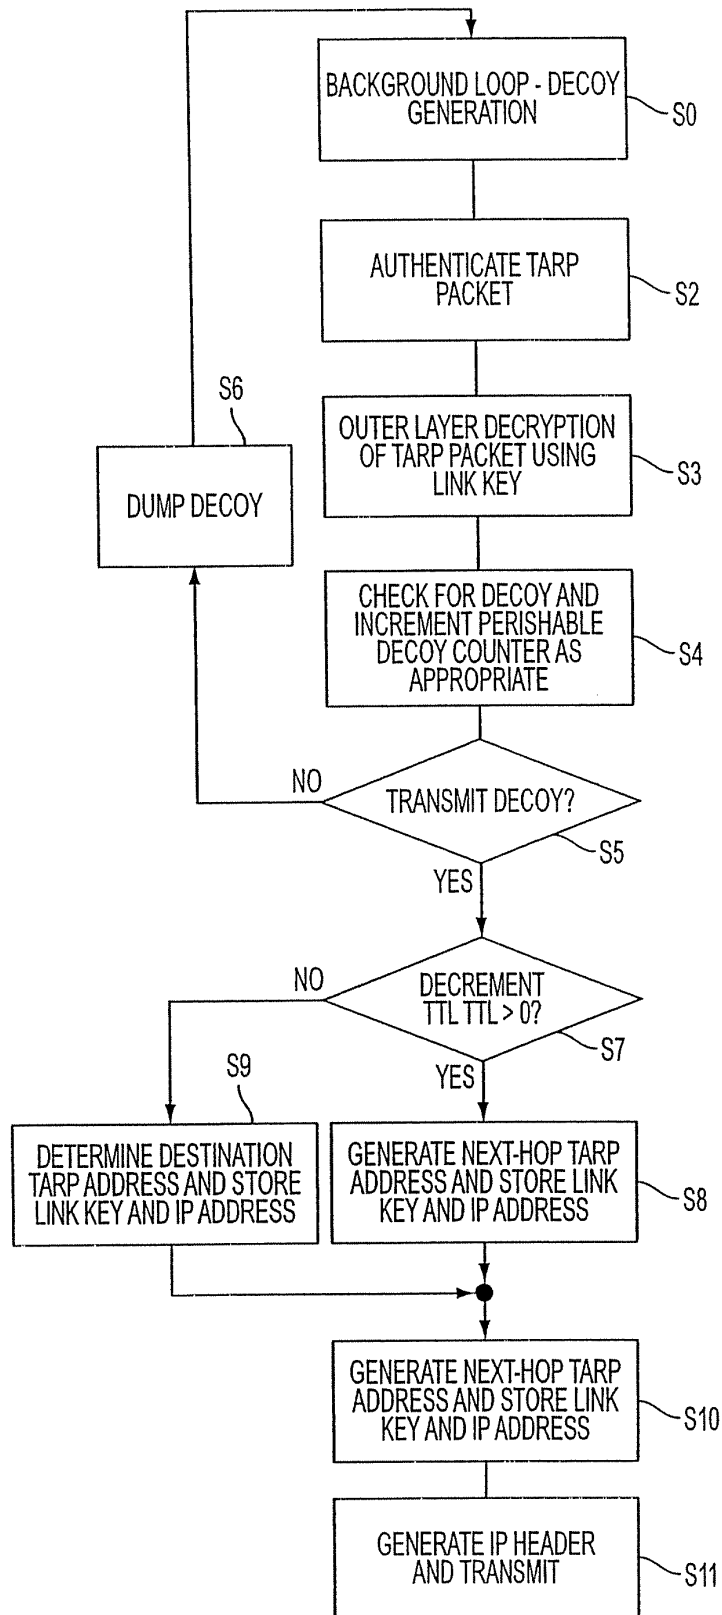 BACKGROUND LOOP - DECOY
GENERATION
S0
AUTHENTICATE TARP
PACKET
S2
OUTER LAYER DECRYPTION
OF TARP PACKET USING
LINK KEY
S3
S6
DUMP DECOY
CHECK FOR DECOY AND
INCREMENT PERISHABLE
DECOY COUNTER AS
APPROPRIATE
S4
NO
TRANSMIT DECOY?
S5
YES
NO
DECREMENT
TTL TTL > 0?
S7
YES
S9
DETERMINE DESTINATION
TARP ADDRESS AND STORE
LINK KEY AND IP ADDRESS
GENERATE NEXT-HOP TARP
ADDRESS AND STORE LINK
KEY AND IP ADDRESS
S8
GENERATE NEXT-HOP TARP
ADDRESS AND STORE LINK
KEY AND IP ADDRESS
S10
GENERATE IP HEADER
AND TRANSMIT
S11